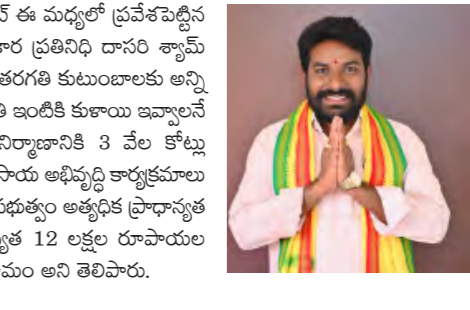 ఈ మధ్యలో ప్రవేశపెట్టిన
ప్రతినిధి దాసరి శ్యామ్
కుటుంబాలకు అన్ని
ఇంటికి కుళాయి ఇవ్వాలనే
నిర్మాణానికి 3 వేల కోట్లు
అభివృద్ధి కార్యక్రమాలు
అత్యధిక ప్రాధాన్యత
12 లక్షల రూపాయల
అని తెలిపారు.